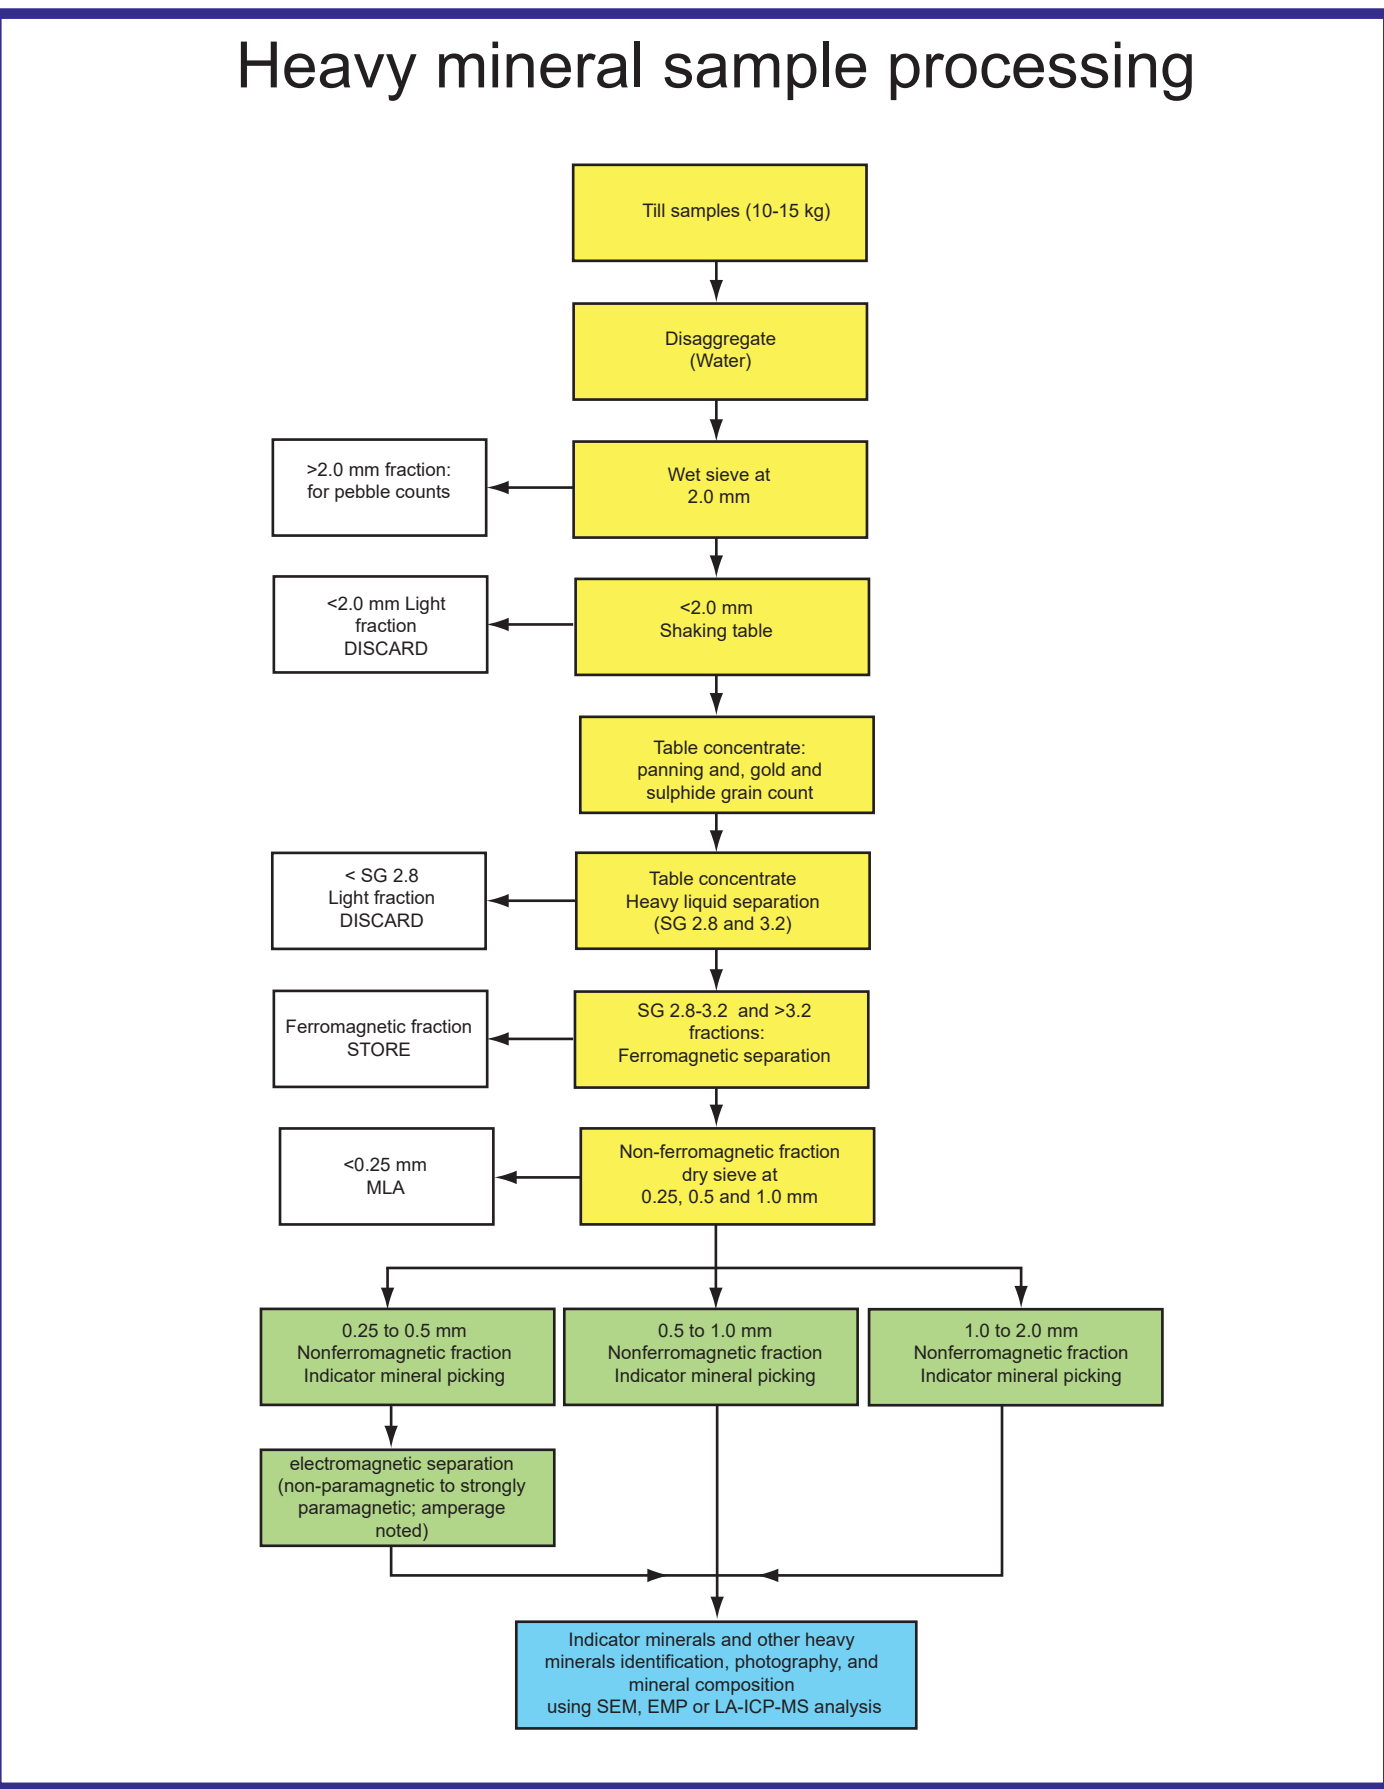 Heavy mineral sample processing
Till samples (10-15 kg)
Disaggregate
(Water)
>2.0 mm fraction:
for pebble counts
Wet sieve at
2.0 mm
<2.0 mm Light
fraction
DISCARD
<2.0 mm
Shaking table
Table concentrate:
panning and, gold and
sulphide grain count
< SG 2.8
Light fraction
DISCARD
Table concentrate
Heavy liquid separation
(SG 2.8 and 3.2)
Ferromagnetic fraction
STORE
SG 2.8-3.2  and >3.2
fractions:
Ferromagnetic separation
<0.25 mm
MLA
Non-ferromagnetic fraction
dry sieve at
0.25, 0.5 and 1.0 mm
0.25 to 0.5 mm
Nonferromagnetic fraction
Indicator mineral picking
0.5 to 1.0 mm
Nonferromagnetic fraction
Indicator mineral picking
1.0 to 2.0 mm
Nonferromagnetic fraction
Indicator mineral picking
electromagnetic separation
(non-paramagnetic to strongly
paramagnetic; amperage
noted)
Indicator minerals and other heavy
minerals identification, photography, and
mineral composition
using SEM, EMP or LA-ICP-MS analysis